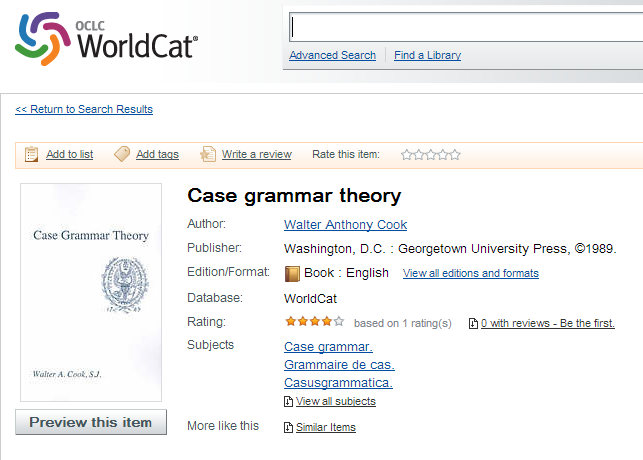 OCLC
WorldCat®
Advanced Search Find a Library
<< Return to Search Results
Add to list Add tags Write a review Rate this item:
Case grammar theory
Case Grammar Theory
Walter A. Cook, S.J.
Preview this item
Author: Walter Anthony Cook
Publisher: Washington, D.C. : Georgetown University Press, ©1989.
Edition/Format: Book : English View all editions and formats
Database: WorldCat
Rating: based on 1 rating(s) 0 with reviews - Be the first.
Subjects Case grammar.
Grammaire de cas.
Casusgrammatica.
View all subjects
More like this Similar Items